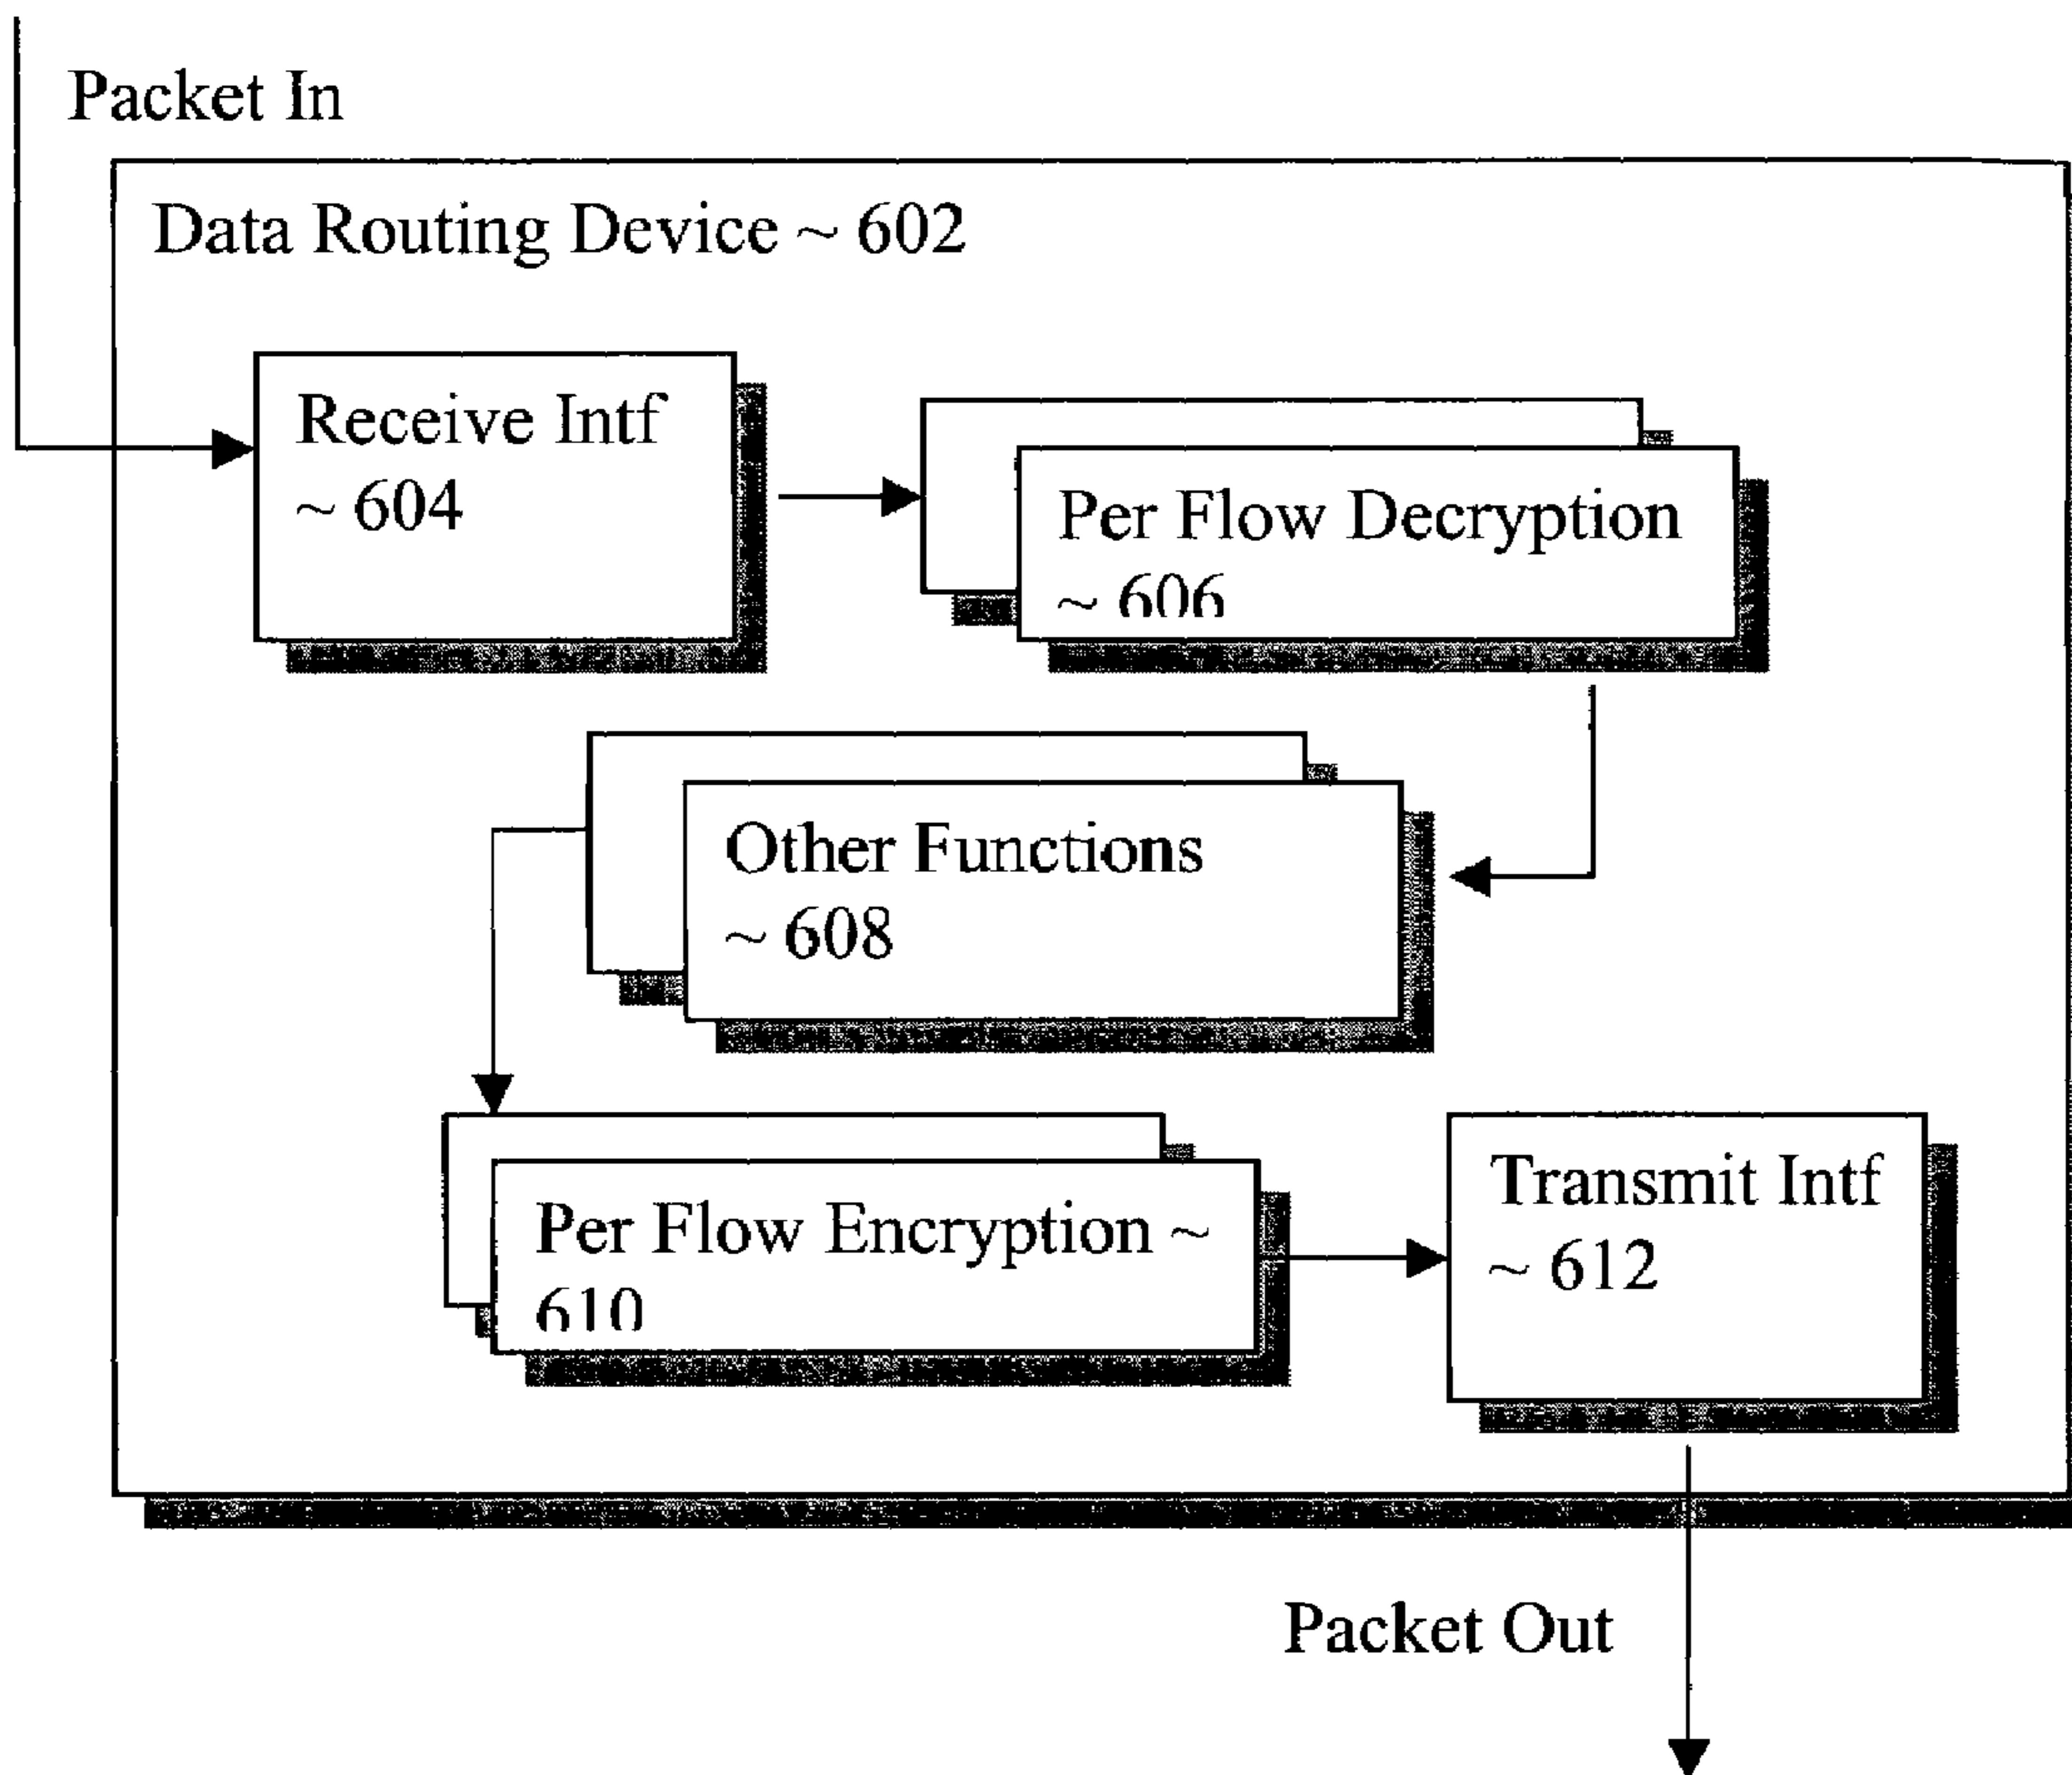 Packet In
Data Routing Device ~ 602
Receive Intf
~ 604
Per Flow Decryption
~ 606
Other Functions
~ 608
Per Flow Encryption ~
610
Transmit Intf
~ 612
Packet Out